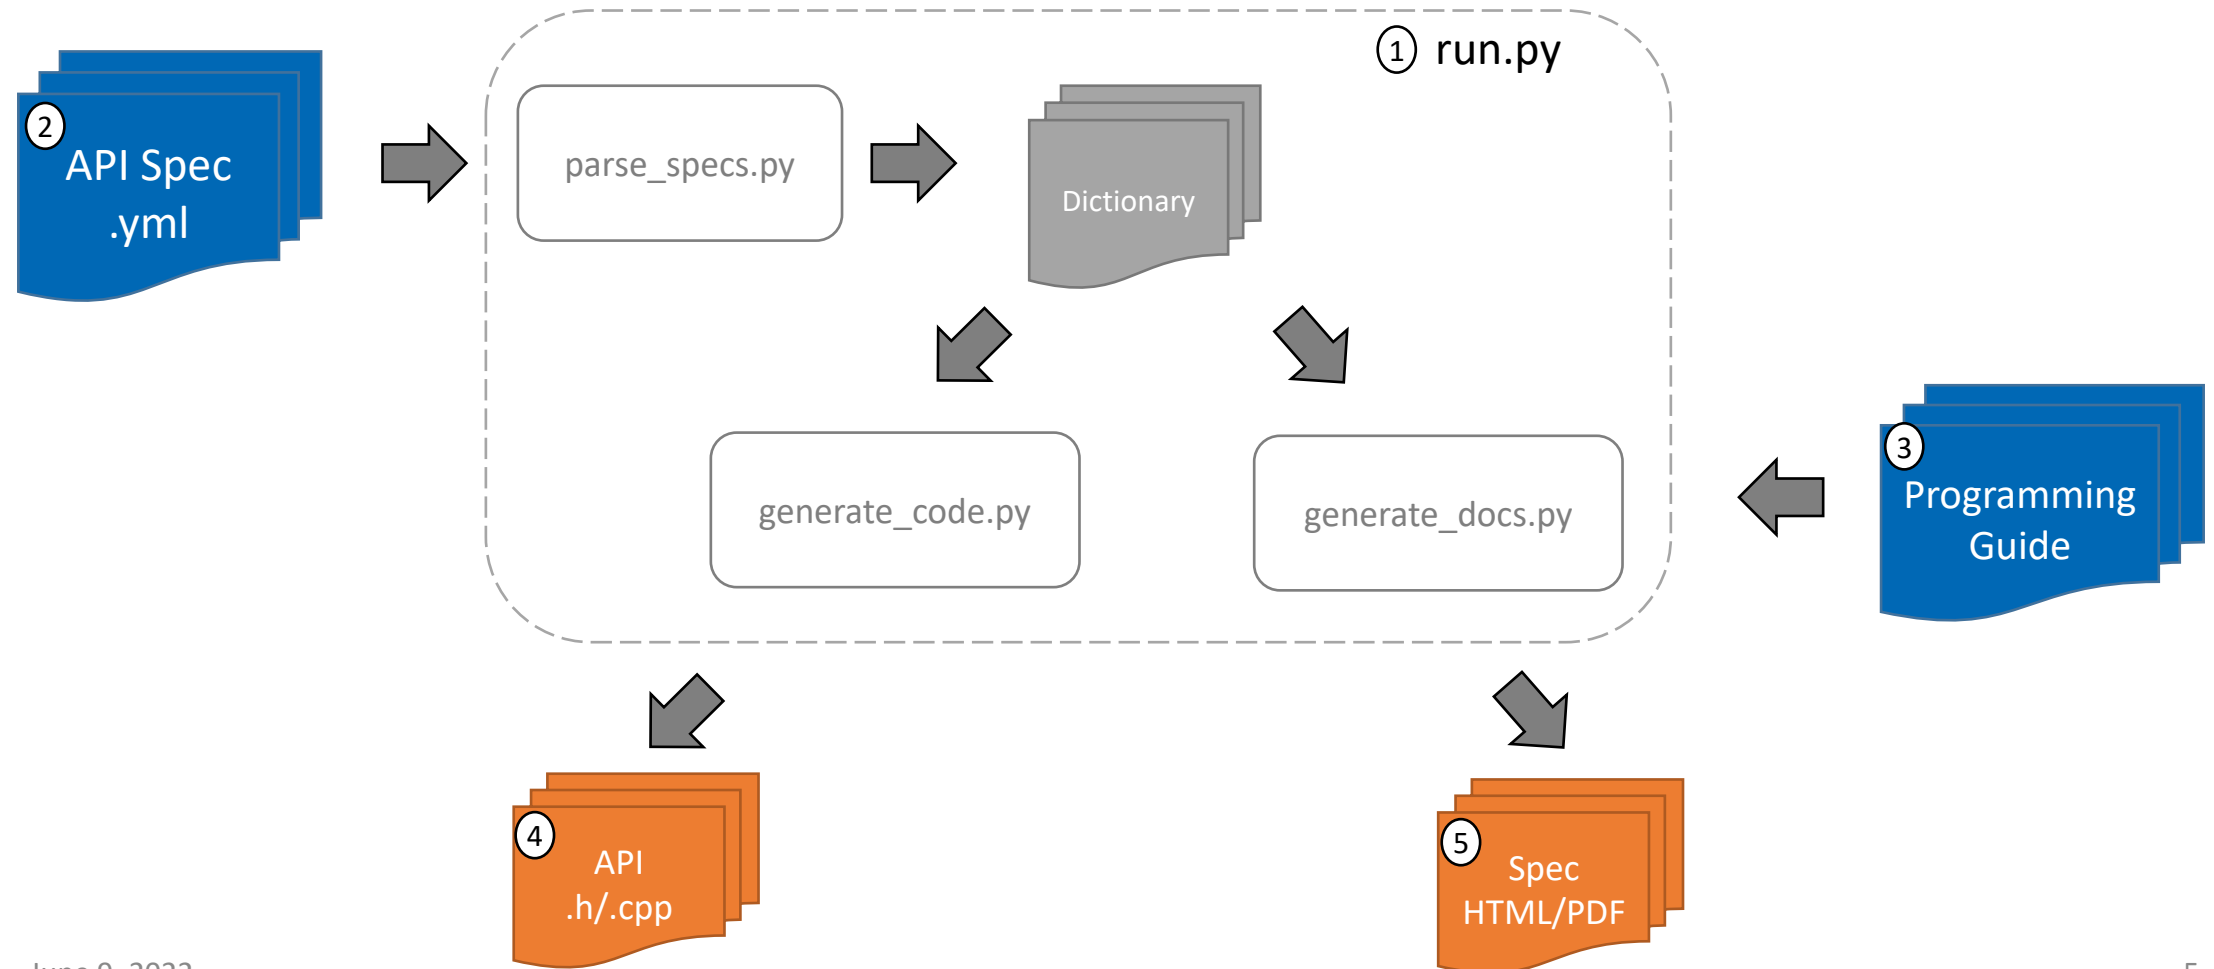 1 run.py
2
API Spec
.yml
parse_specs.py
Dictionary
3
Programming
Guide
generate_code.py
generate_docs.py
4
API
.h/.cpp
5
Spec
HTML/PDF